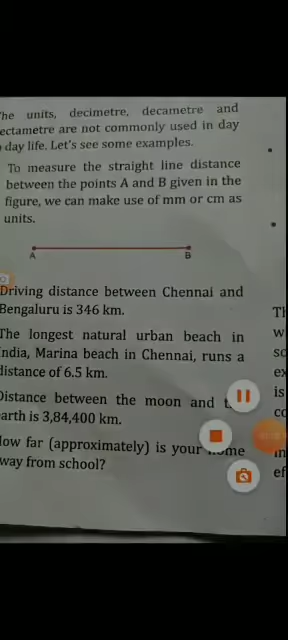 The units, decimetre, decametre and
ectametre are not commonly used in day
day life. Let's see some examples.
To measure the straight line distance
between the points A and B given in the
figure, we can make use of mm or cm as
units.
A B
Driving distance between Chennai and
Bengaluru is 346 km.
The longest natural urban beach in
India, Marina beach in Chennai, runs a
distance of 6.5 km.
Distance between the moon and
earth is 3,84,400 km.
How far (approximately) is your home
way from school?